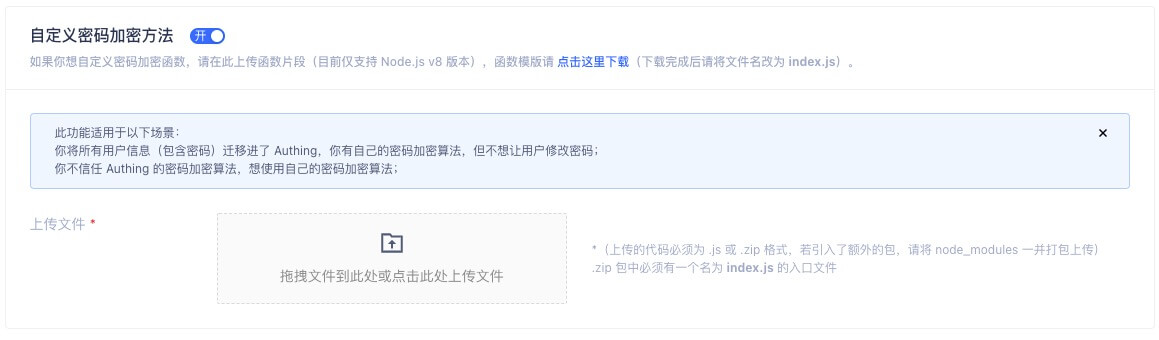 自定义密码加密方法 开
如果你想自定义密码加密函数，请在此上传函数片段（目前仅支持 Node.js v8 版本），函数模版请 点击这里下载（下载完成后请将文件名改为 index.js）。
此功能适用于以下场景：
你将所有用户信息（包含密码）迁移进了 Authing，你有自己的密码加密算法，但不想让用户修改密码；
你不信任 Authing 的密码加密算法，想使用自己的密码加密算法；
上传文件 *
拖拽文件到此处或点击此处上传文件
*（上传的代码必须为 .js 或 .zip 格式，若引入了额外的包，请将 node_modules 一并打包上传）
.zip 包中必须有一个名为 index.js 的入口文件